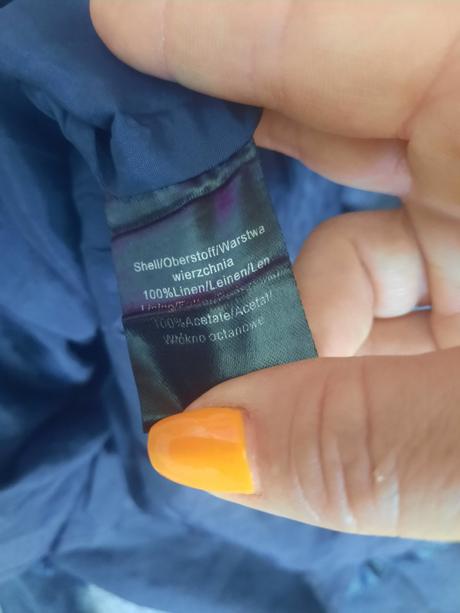 Shell/Oberstoff/Warstwa
wierzchnia
100%Linen/Leinen/Len
100%Acetate/Acetat/
Włókno octanowe